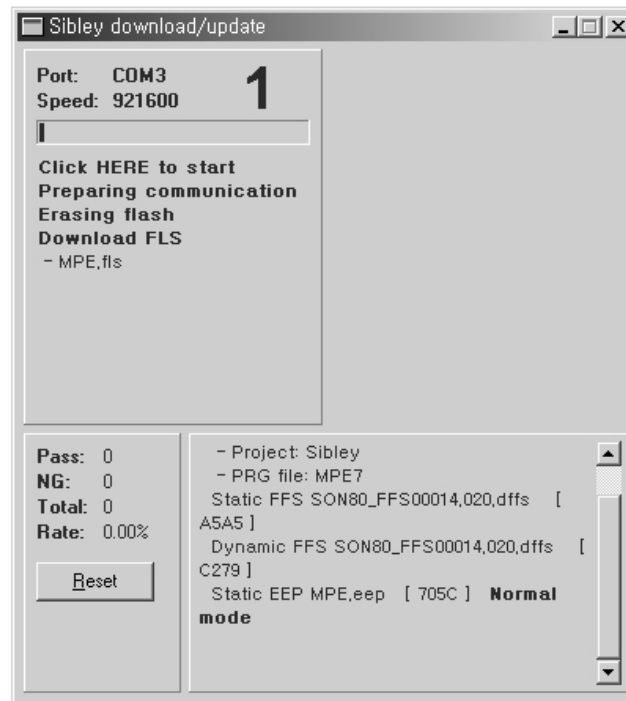 Sibley download/update
Port: COM3
Speed: 921600
1
Click HERE to start
Preparing communication
Erasing flash
Download FLS
- MPE,fls
Pass: 0
NG: 0
Total: 0
Rate: 0.00%
Reset
- Project: Sibley
- PRG file: MPE7
Static FFS SON80_FFS00014,020,dffs [
A5A5 ]
Dynamic FFS SON80_FFS00014,020,dffs [
C279 ]
Static EEP MPE,eep [ 705C ] Normal
mode